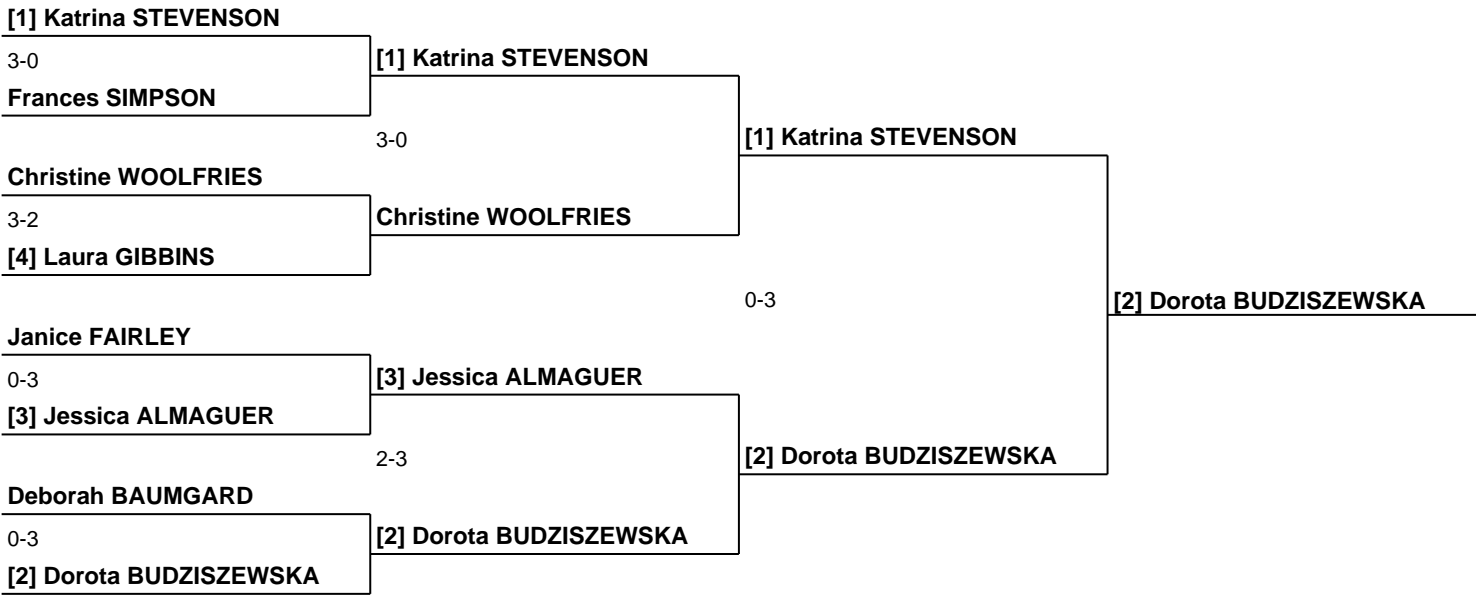 [1] Katrina STEVENSON
3-0
[1] Katrina STEVENSON
Frances SIMPSON
3-0
[1] Katrina STEVENSON
Christine WOOLFRIES
3-2
Christine WOOLFRIES
[4] Laura GIBBINS
0-3
[2] Dorota BUDZISZEWSKA
Janice FAIRLEY
0-3
[3] Jessica ALMAGUER
[3] Jessica ALMAGUER
2-3
[2] Dorota BUDZISZEWSKA
Deborah BAUMGARD
0-3
[2] Dorota BUDZISZEWSKA
[2] Dorota BUDZISZEWSKA